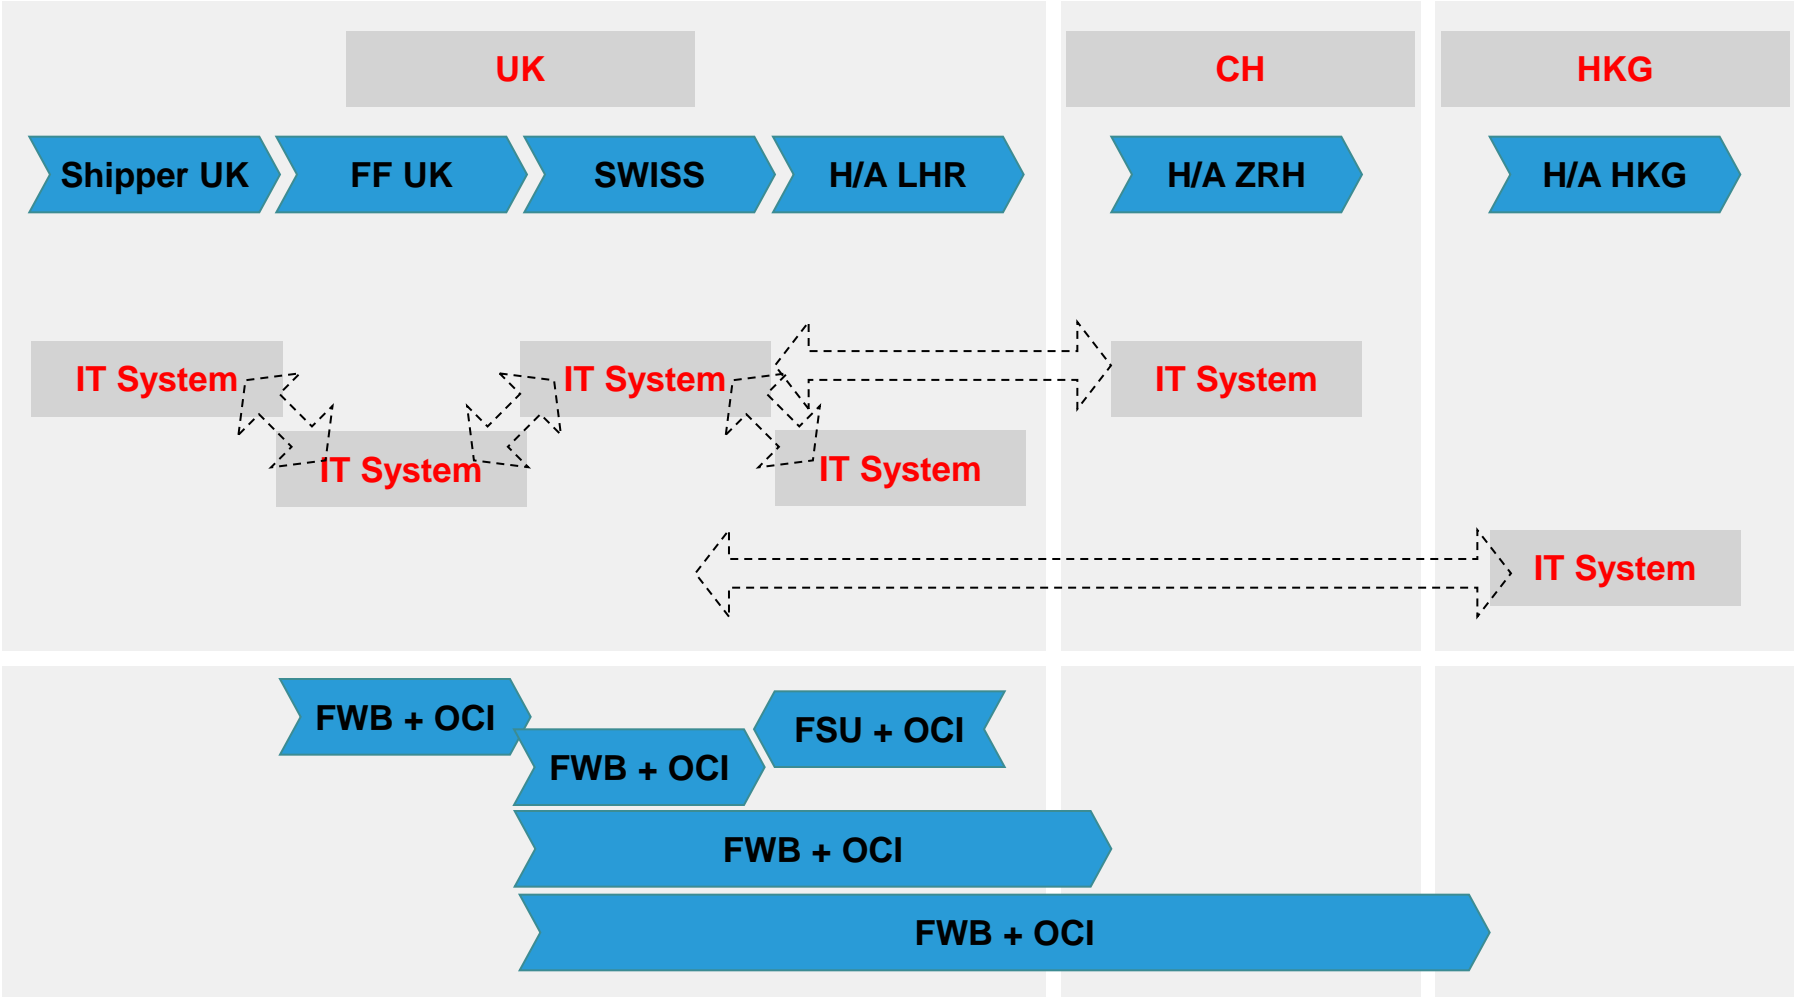 UK
CH
HKG
Shipper UK
FF UK
SWISS
H/A LHR
H/A ZRH
H/A HKG
IT System
IT System
IT System
IT System
IT System
IT System
FWB + OCI
FSU + OCI
FWB + OCI
FWB + OCI
FWB + OCI